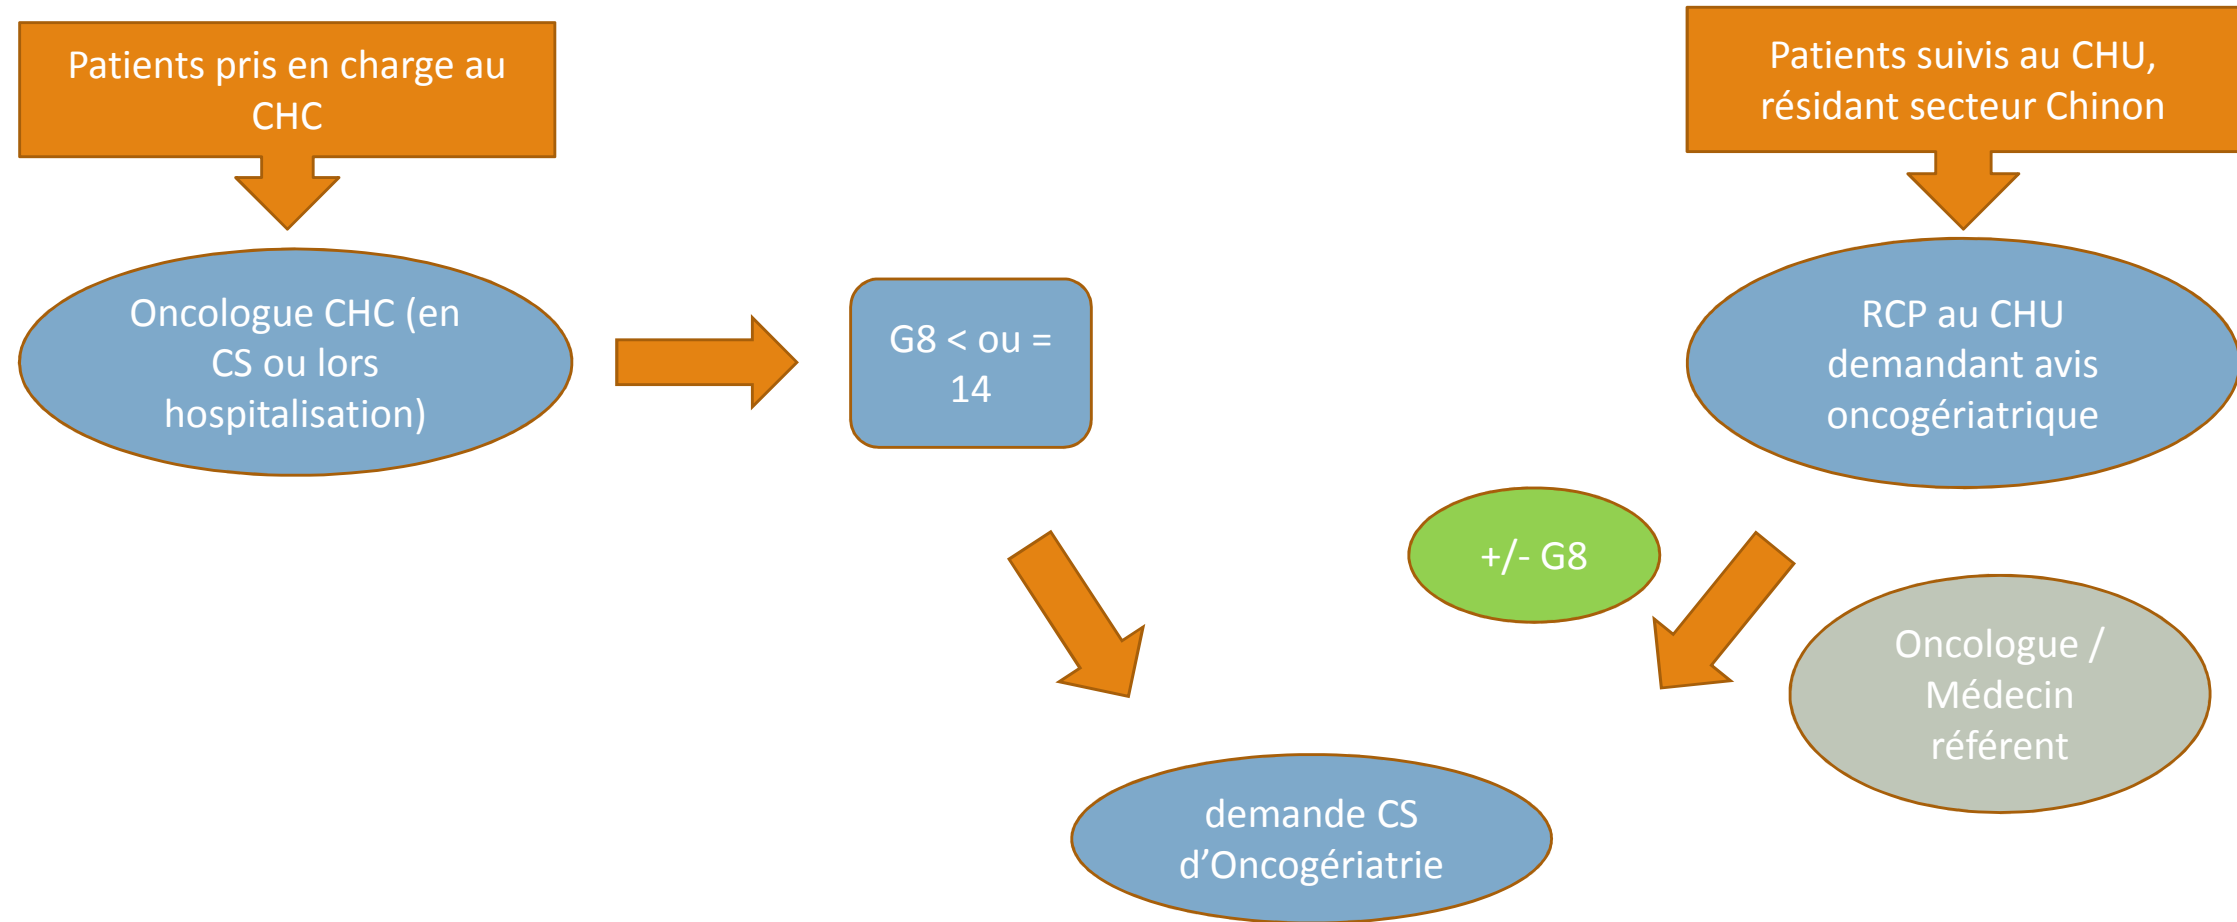 Patients pris en charge au
CHC
Patients suivis au CHU,
résidant secteur Chinon
Oncologue CHC (en
CS ou lors
hospitalisation)
G8 < ou =
14
RCP au CHU
demandant avis
oncogériatrique
+/- G8
Oncologue /
Médecin
référent
demande CS
d’Oncogériatrie